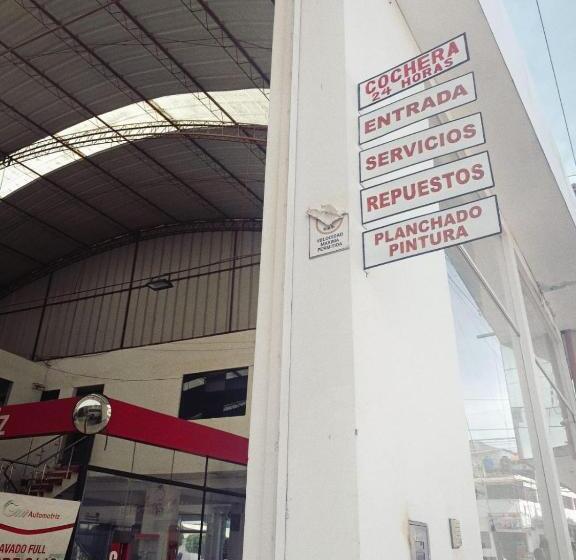 COCHERA
24 HORAS
ENTRADA
SERVICIOS
REPUESTOS
PLANCHADO
PINTURA
VELOCIDAD
MAXIMA
PERMITIDA
Z
Automotriz
LAVADO FULL